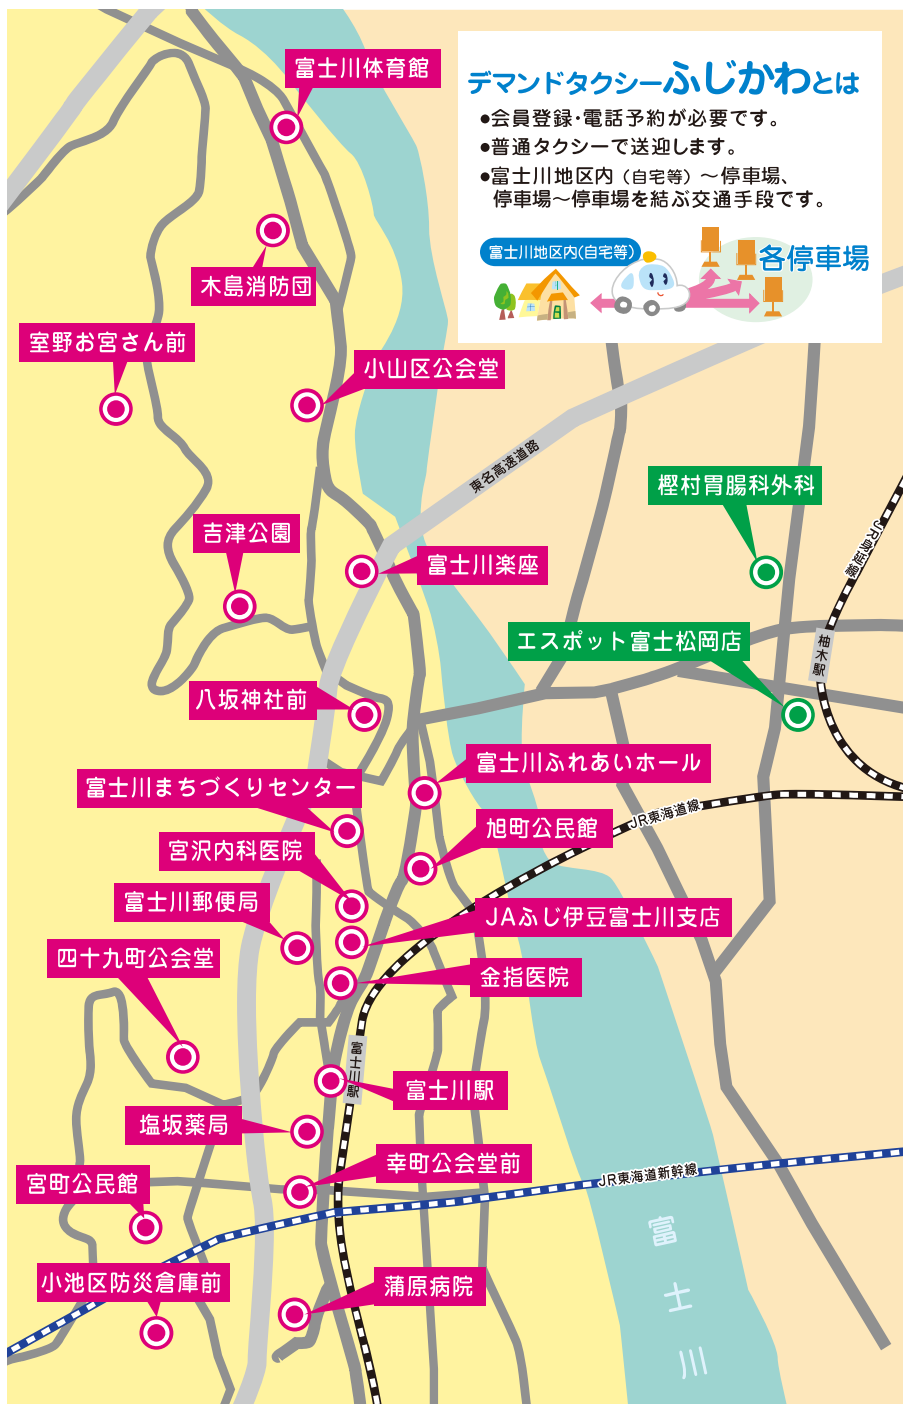 富士川体育館
デマンドタクシーふじかわとは
●会員登録・電話予約が必要です。
●普通タクシーで送迎します。
●富士川地区内（自宅等）～停車場、
停車場～停車場を結ぶ交通手段です。
富士川地区内(自宅等)
各停車場
木島消防団
室野お宮さん前
小山区公会堂
東名高速道路
樫村胃腸科外科
吉津公園
JR身延線
富士川楽座
エスポット富士松岡店
柚木駅
八坂神社前
富士川ふれあいホール
富士川まちづくりセンター
JR東海道線
旭町公民館
宮沢内科医院
富士川郵便局
JAふじ伊豆富士川支店
四十九町公会堂
金指医院
富士川駅
富士川駅
塩坂薬局
幸町公会堂前
宮町公民館
JR東海道新幹線
富士川
小池区防災倉庫前
蒲原病院